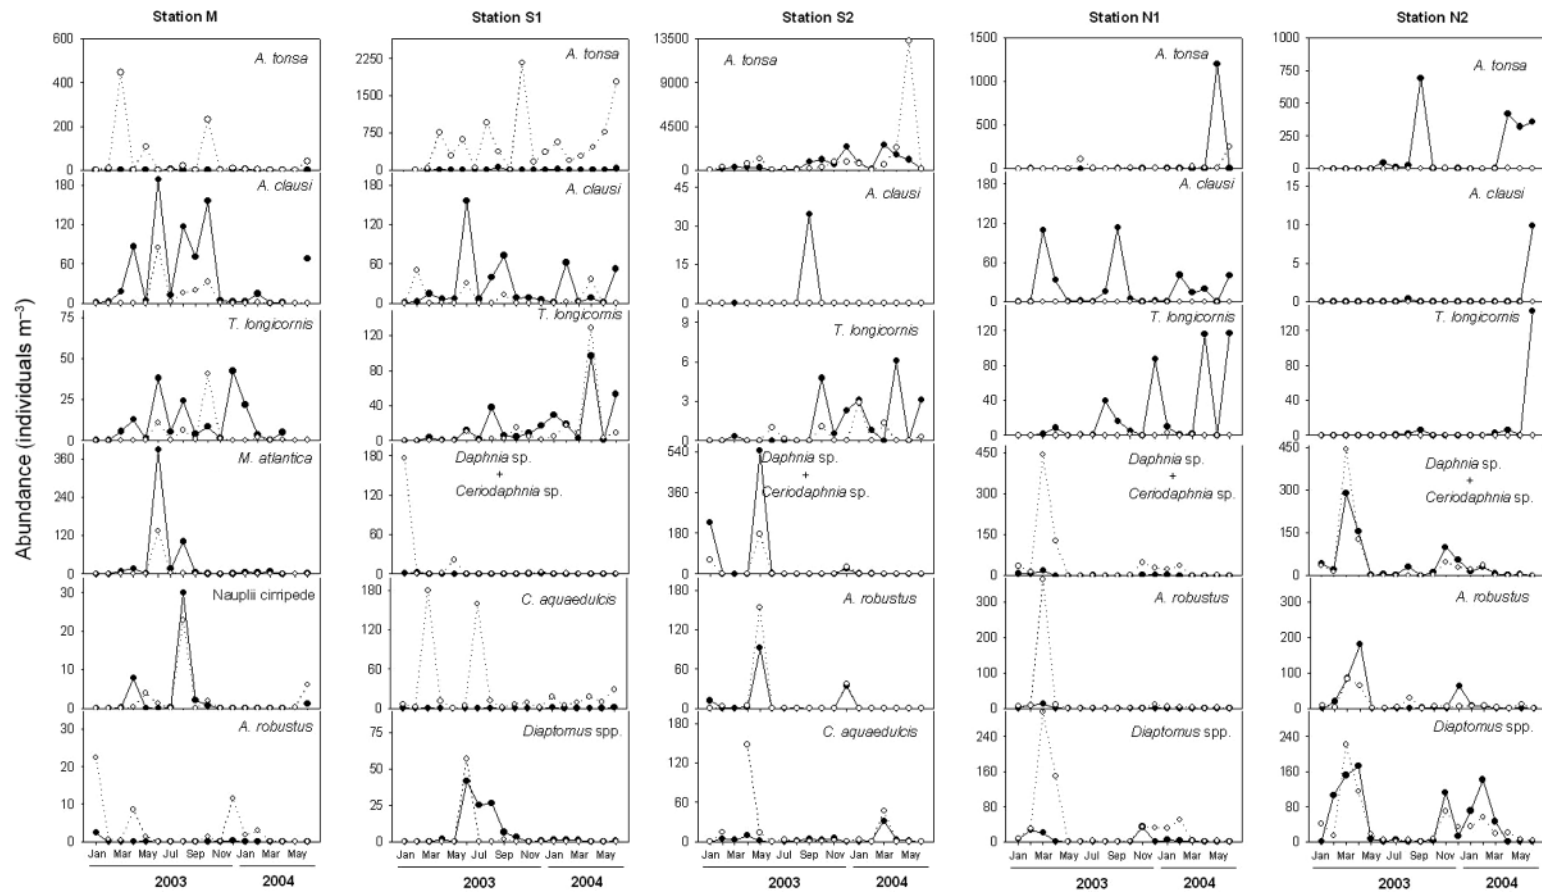 Abundance (individuals m⁻³)
Station M
A. tonsa
600
400
200
0
A. clausi
180
120
60
0
T. longicornis
75
50
25
0
M. atlantica
360
240
120
0
Nauplii cirripede
30
20
10
0
A. robustus
30
20
10
0
Jan Mar May Jul Sep Nov Jan Mar May
2003 2004
Station S1
A. tonsa
2250
1500
750
0
A. clausi
180
120
60
0
T. longicornis
120
80
40
0
Daphnia sp.
+
Ceriodaphnia sp.
180
120
60
0
C. aquaedulcis
180
120
60
0
Diaptomus spp.
75
50
25
0
Jan Mar May Jul Sep Nov Jan Mar May
2003 2004
Station S2
A. tonsa
13500
9000
4500
0
A. clausi
45
30
15
0
T. longicornis
9
6
3
0
Daphnia sp.
+
Ceriodaphnia sp.
540
360
180
0
A. robustus
180
120
60
0
C. aquaedulcis
180
120
60
0
Jan Mar May Jul Sep Nov Jan Mar May
2003 2004
Station N1
A. tonsa
1500
1000
500
0
A. clausi
180
120
60
0
T. longicornis
120
80
40
0
Daphnia sp.
+
Ceriodaphnia sp.
450
300
150
0
A. robustus
300
200
100
0
Diaptomus spp.
240
160
80
0
Jan Mar May Jul Sep Nov Jan Mar May
2003 2004
Station N2
A. tonsa
1000
750
500
250
0
A. clausi
15
10
5
0
T. longicornis
120
80
40
0
Daphnia sp.
+
Ceriodaphnia sp.
450
300
150
0
A. robustus
300
200
100
0
Diaptomus spp.
240
160
80
0
Jan Mar May Jul Sep Nov Jan Mar May
2003 2004